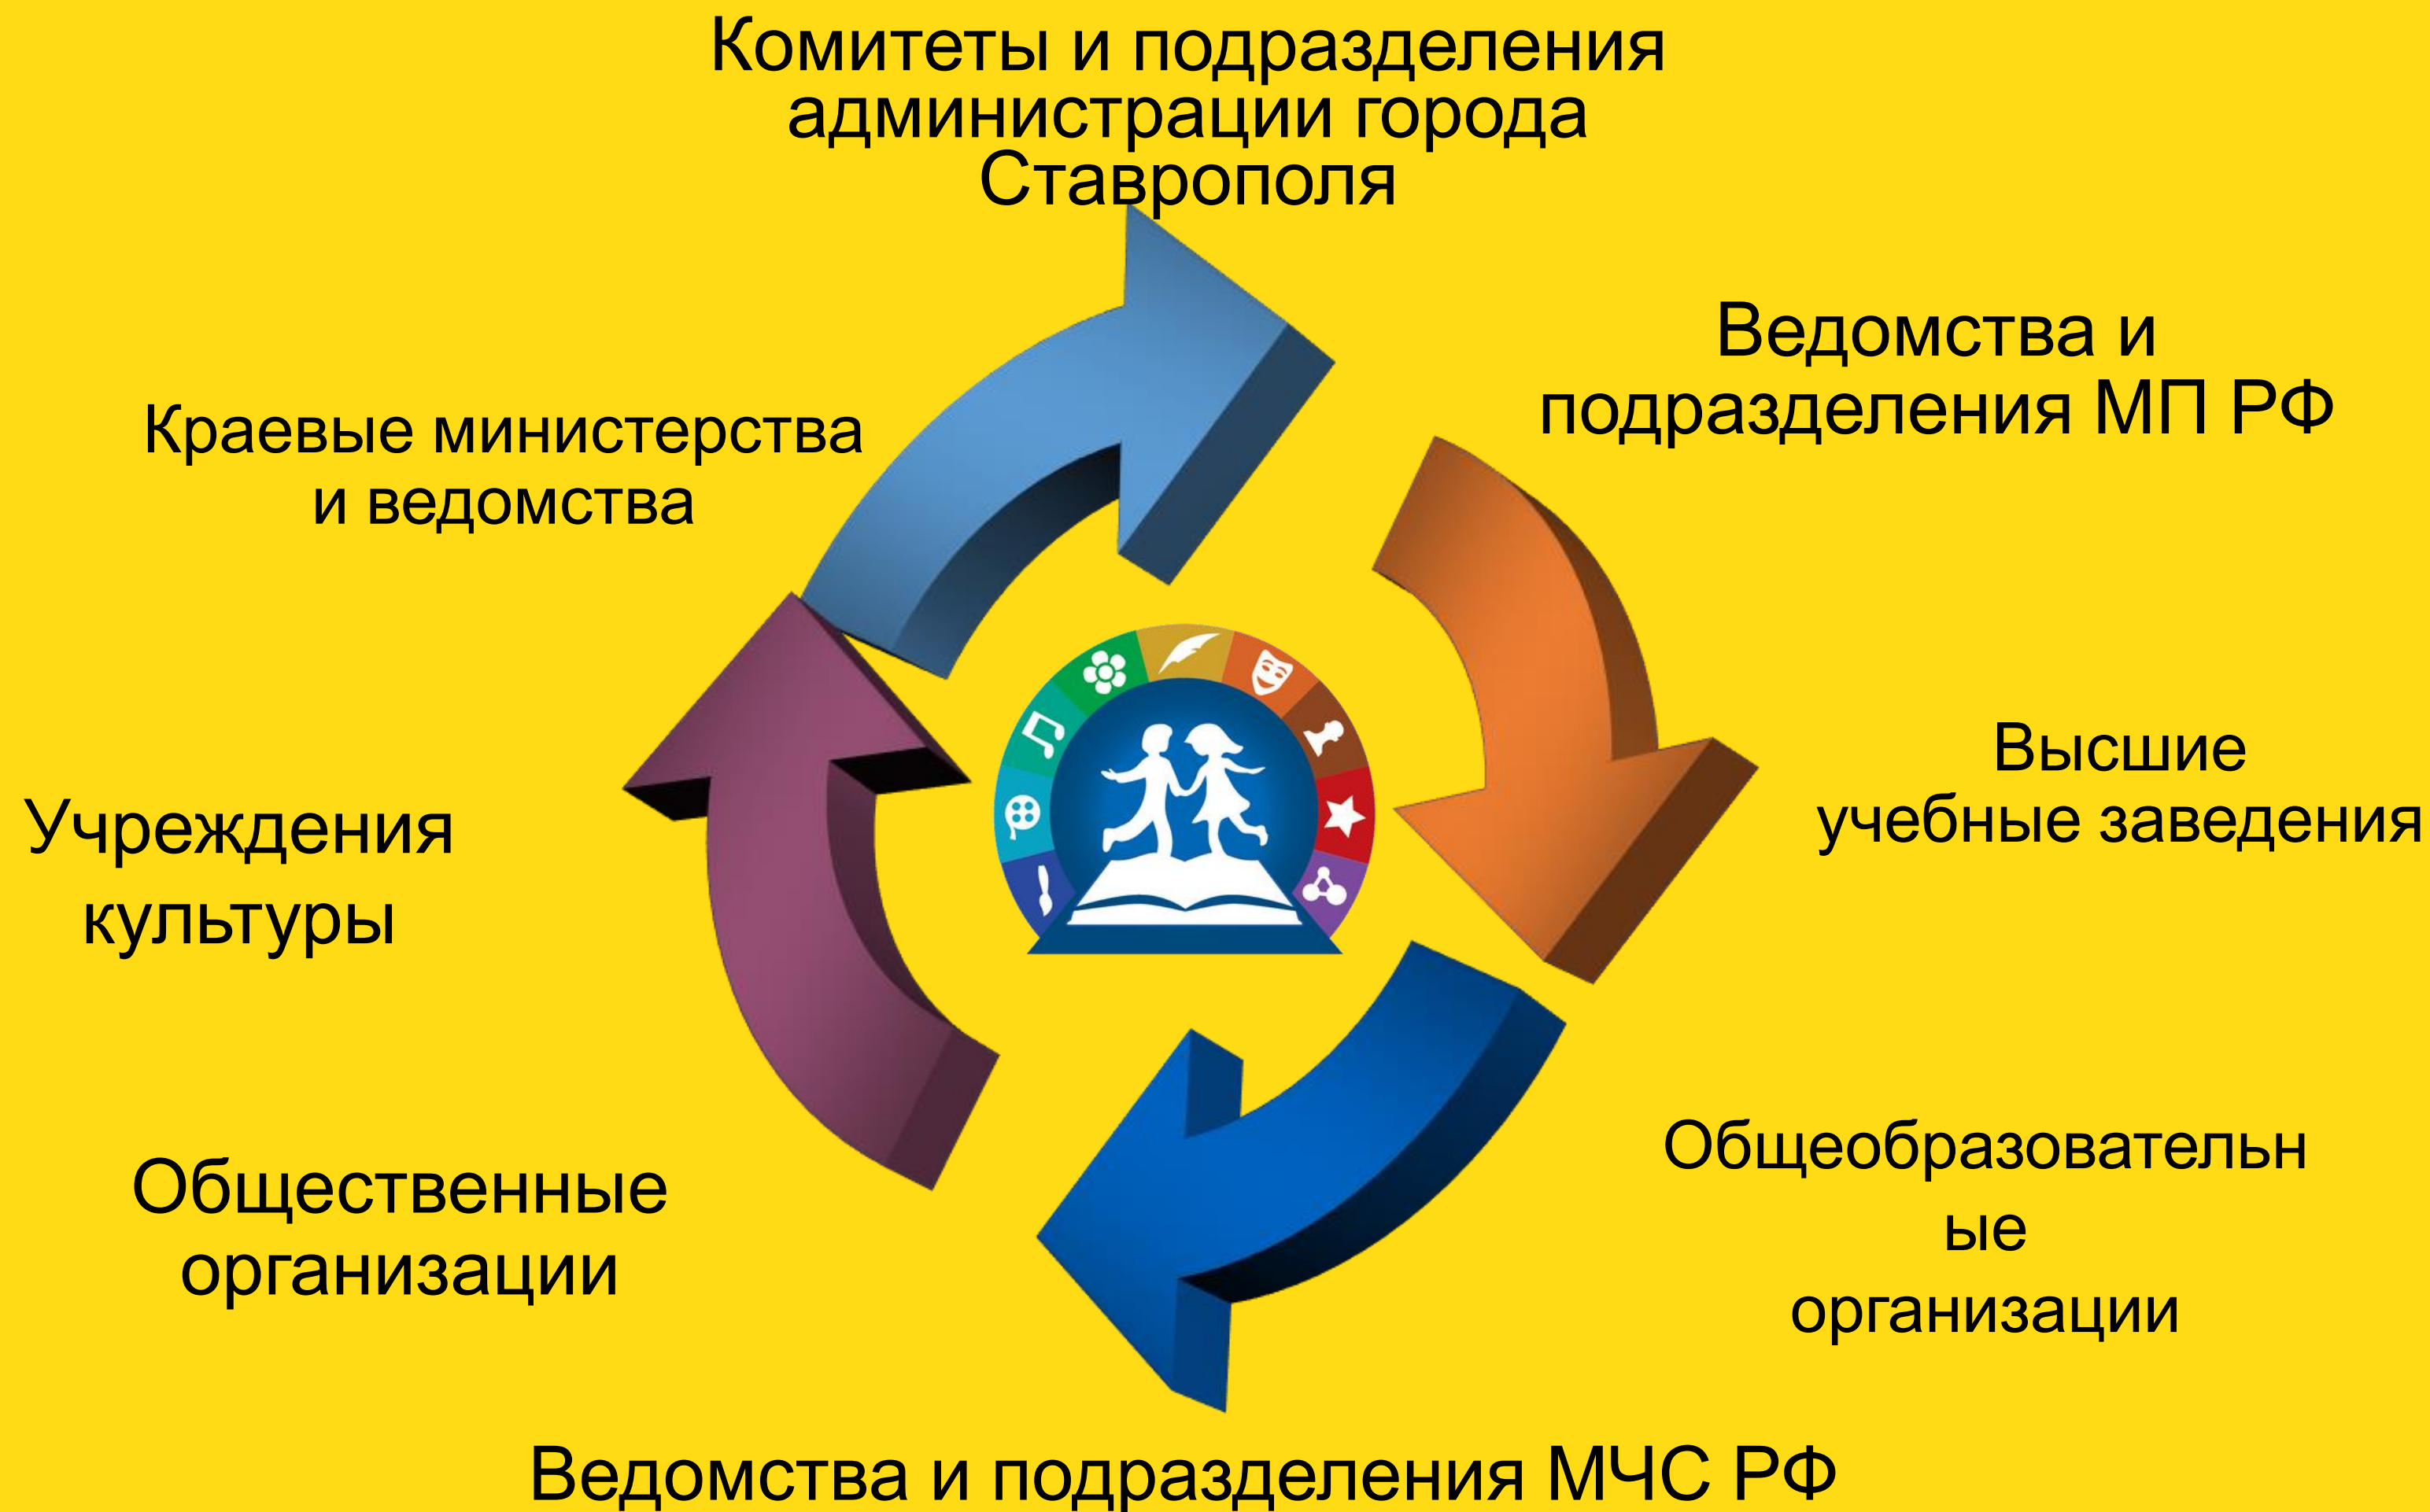 Комитеты и подразделения
администрации города
Ставрополя
Ведомства и
подразделения МП РФ
Краевые министерства
и ведомства
Высшие
учебные заведения
Учреждения
культуры
Общеобразовательн
ые
организации
Общественные
организации
Ведомства и подразделения МЧС РФ